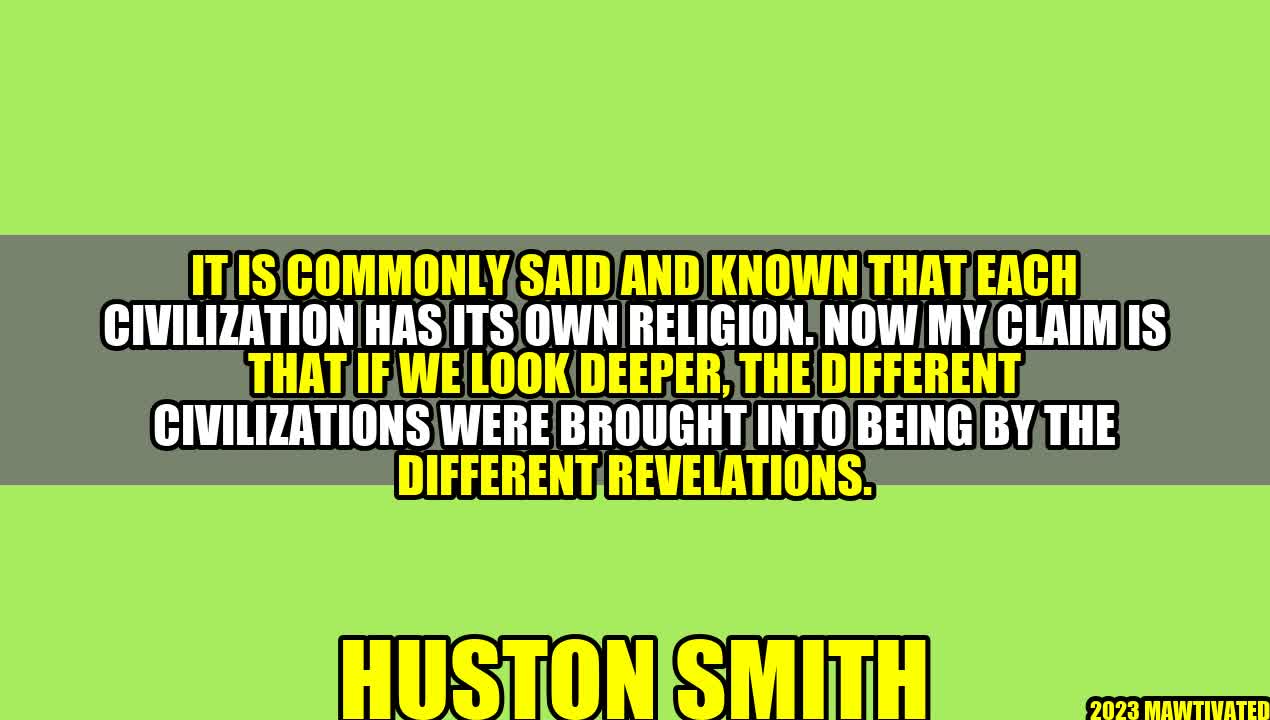 IT IS COMMONLY SAID AND KNOWN THAT EACH
CIVILIZATION HAS ITS OWN RELIGION. NOW MY CLAIM IS
THAT IF WE LOOK DEEPER, THE DIFFERENT
CIVILIZATIONS WERE BROUGHT INTO BEING BY THE
DIFFERENT REVELATIONS.
HUSTON SMITH
2023 MAWTIVATED